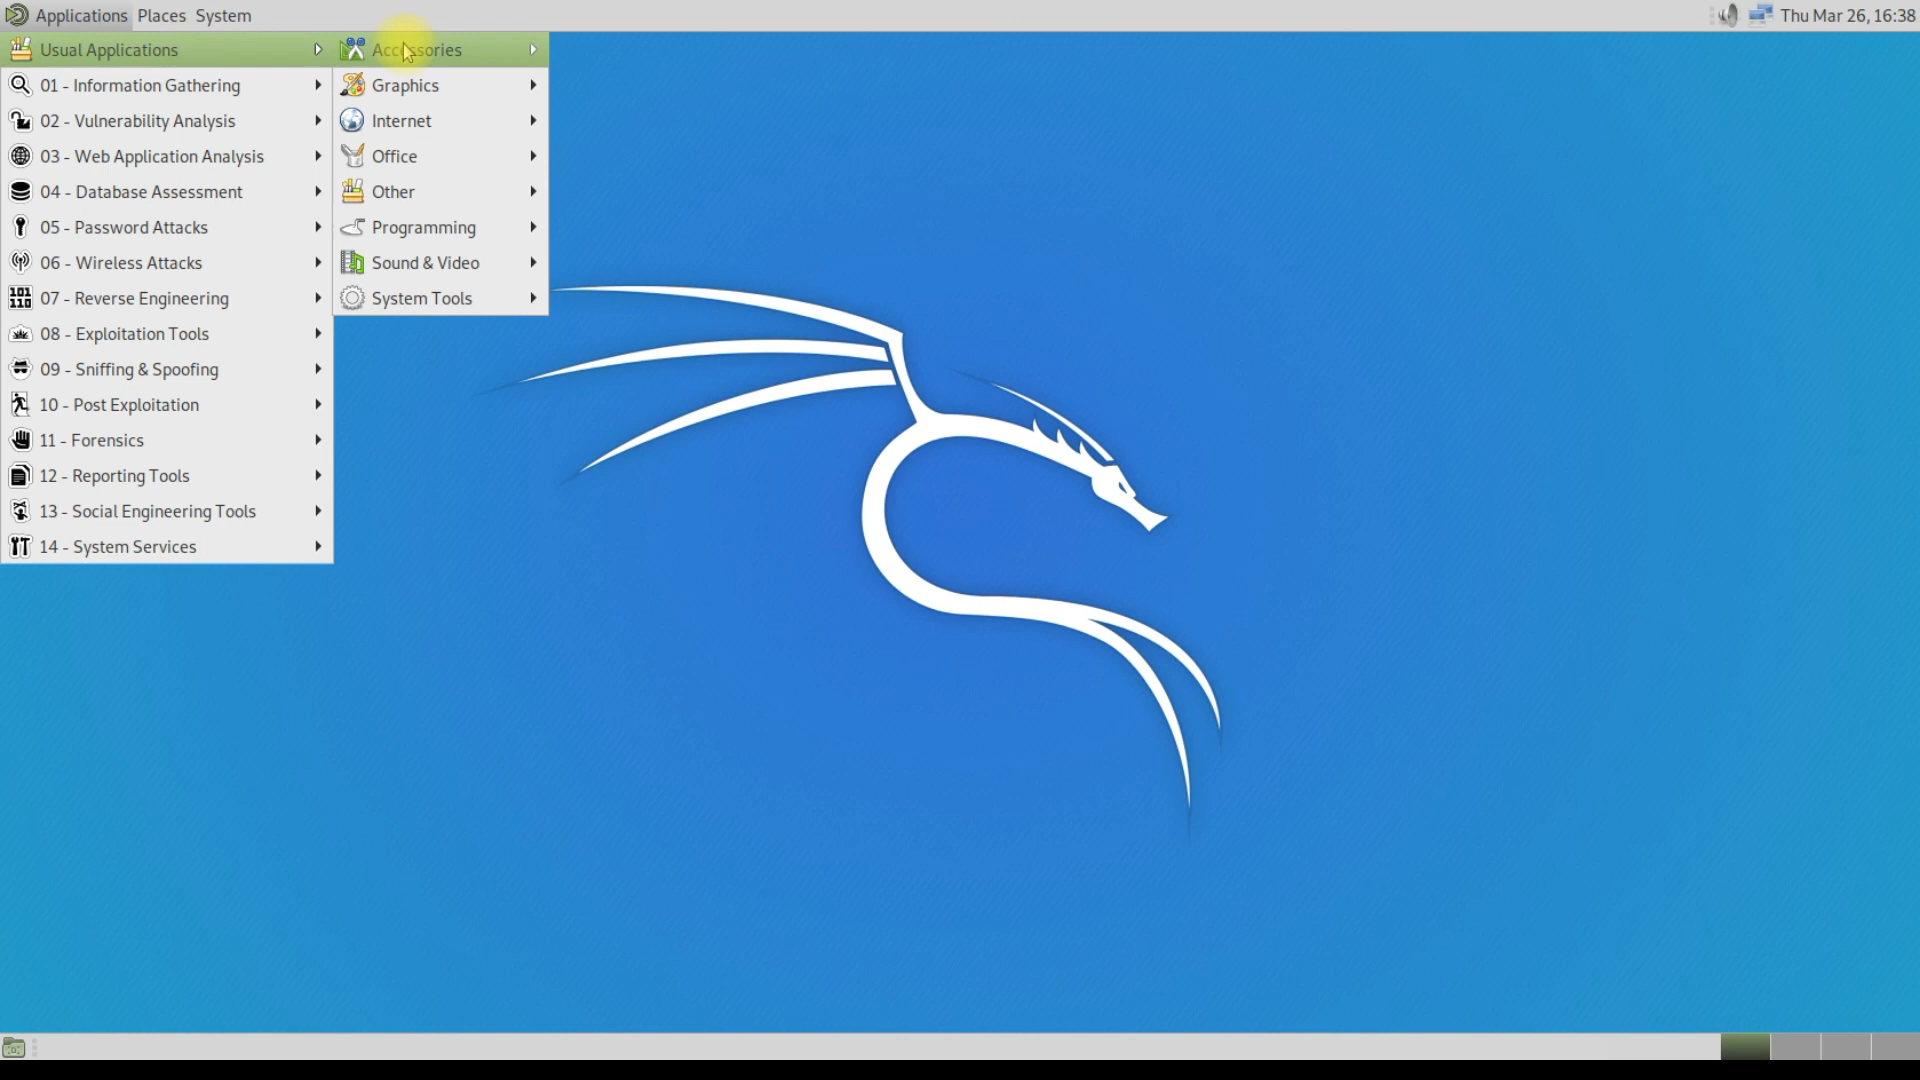 Applications Places System Thu Mar 26, 16:38
Usual Applications
01 - Information Gathering
02 - Vulnerability Analysis
03 - Web Application Analysis
04 - Database Assessment
05 - Password Attacks
06 - Wireless Attacks
07 - Reverse Engineering
08 - Exploitation Tools
09 - Sniffing & Spoofing
10 - Post Exploitation
11 - Forensics
12 - Reporting Tools
13 - Social Engineering Tools
14 - System Services
Accessories
Graphics
Internet
Office
Other
Programming
Sound & Video
System Tools